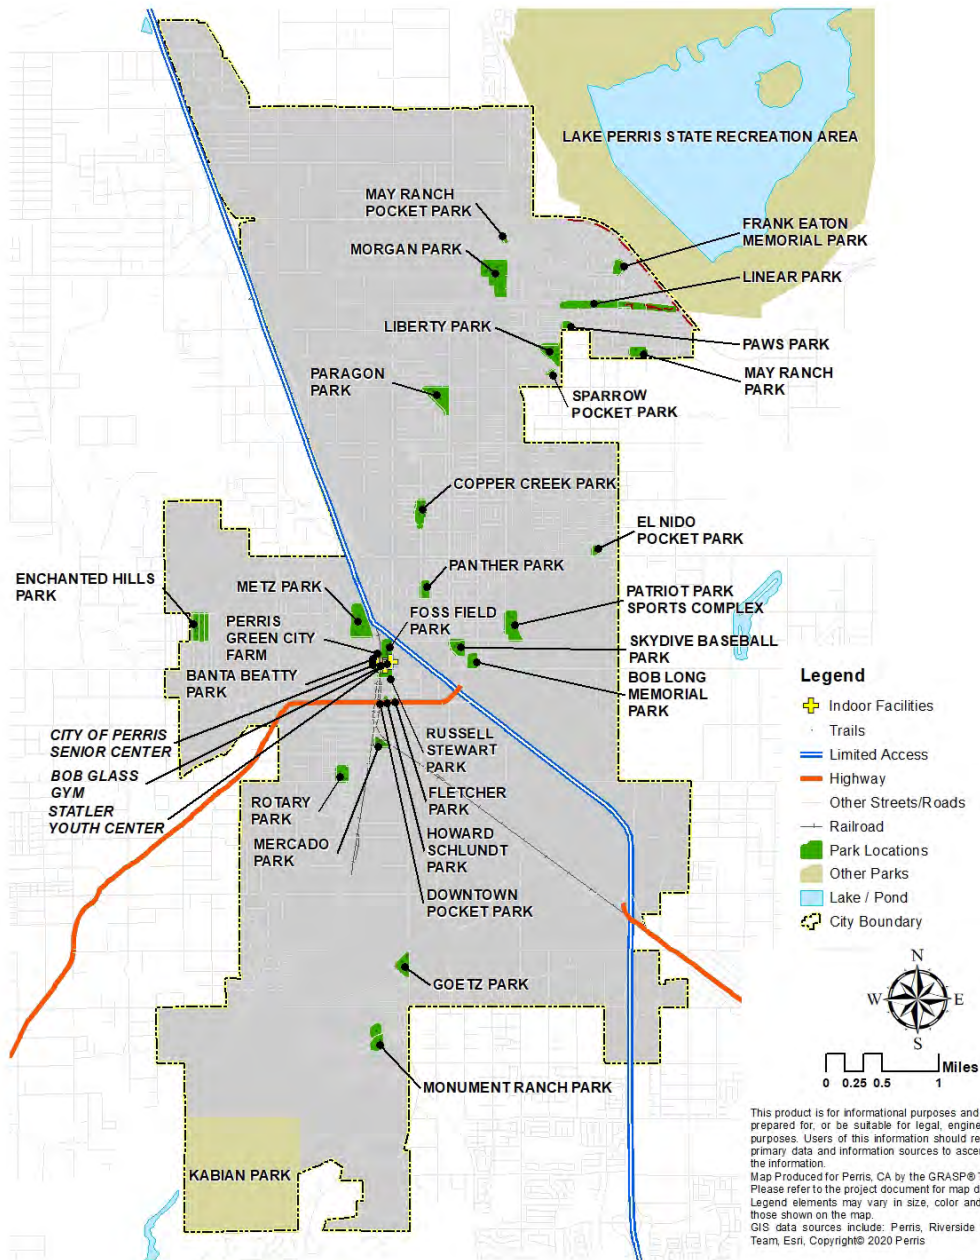 LAKE PERRIS STATE RECREATION AREA
MAY RANCH
POCKET PARK
MORGAN PARK
FRANK EATON
MEMORIAL PARK
LINEAR PARK
LIBERTY PARK
PAWS PARK
MAY RANCH
PARK
PARAGON
PARK
SPARROW
POCKET PARK
COPPER CREEK PARK
EL NIDO
POCKET PARK
PANTHER PARK
ENCHANTED HILLS
PARK
METZ PARK
FOSS FIELD
PARK
PATRIOT PARK
SPORTS COMPLEX
PERRIS
GREEN CITY
FARM
SKYDIVE BASEBALL
PARK
BANTA BEATTY
PARK
BOB LONG
MEMORIAL
PARK
CITY OF PERRIS
SENIOR CENTER
BOB GLASS
GYM
STATLER
YOUTH CENTER
RUSSELL
STEWART
PARK
FLETCHER
PARK
ROTARY
PARK
MERCADO
PARK
HOWARD
SCHLUNDT
PARK
DOWNTOWN
POCKET PARK
GOETZ PARK
MONUMENT RANCH PARK
KABIAN PARK
Legend
Indoor Facilities
Trails
Limited Access
Highway
Other Streets/Roads
Railroad
Park Locations
Other Parks
Lake / Pond
City Boundary
N
W E
S
Miles
0 0.25 0.5 1
This product is for informational purposes and
prepared for, or be suitable for legal, engine
purposes. Users of this information should re
primary data and information sources to ascer
the information.
Map Produced for Perris, CA by the GRASP® T
Please refer to the project document for map d
Legend elements may vary in size, color and
those shown on the map.
GIS data sources include: Perris, Riverside
Team, Esri, Copyright© 2020 Perris